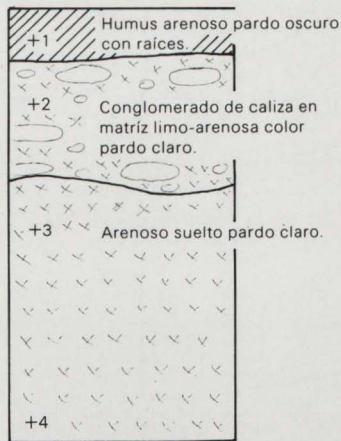 +1 Humus arenoso pardo oscuro
con raíces.
+2 Conglomerado de caliza en
matríz limo-arenosa color
pardo claro.
+3 Arenoso suelto pardo claro.
+4